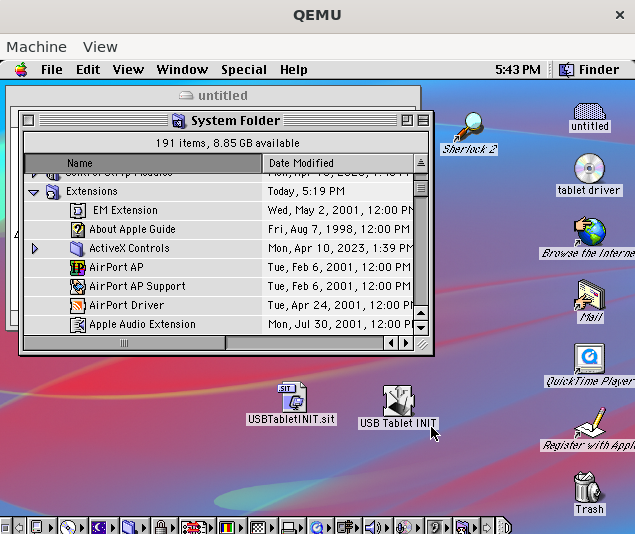 QEMU
Machine View
File Edit View Window Special Help 5:43 PM Finder
untitled
System Folder
191 items, 8.85 GB available
Name Date Modified
Extensions Today, 5:19 PM
EM Extension Wed, May 2, 2001, 12:00 PM
About Apple Guide Fri, Aug 7, 1998, 12:00 PM
ActiveX Controls Mon, Apr 10, 2023, 1:39 PM
AirPort AP Tue, Feb 6, 2001, 12:00 PM
AirPort AP Support Tue, Feb 6, 2001, 12:00 PM
AirPort Driver Tue, Apr 24, 2001, 12:00 PM
Apple Audio Extension Mon, Jul 30, 2001, 12:00 PM
Sherlock 2
untitled
tablet driver
Browse the Interne
Mail
QuickTime Player
Register with Apple
Trash
SIT
USBTabletINIT.sit
USB Tablet INIT